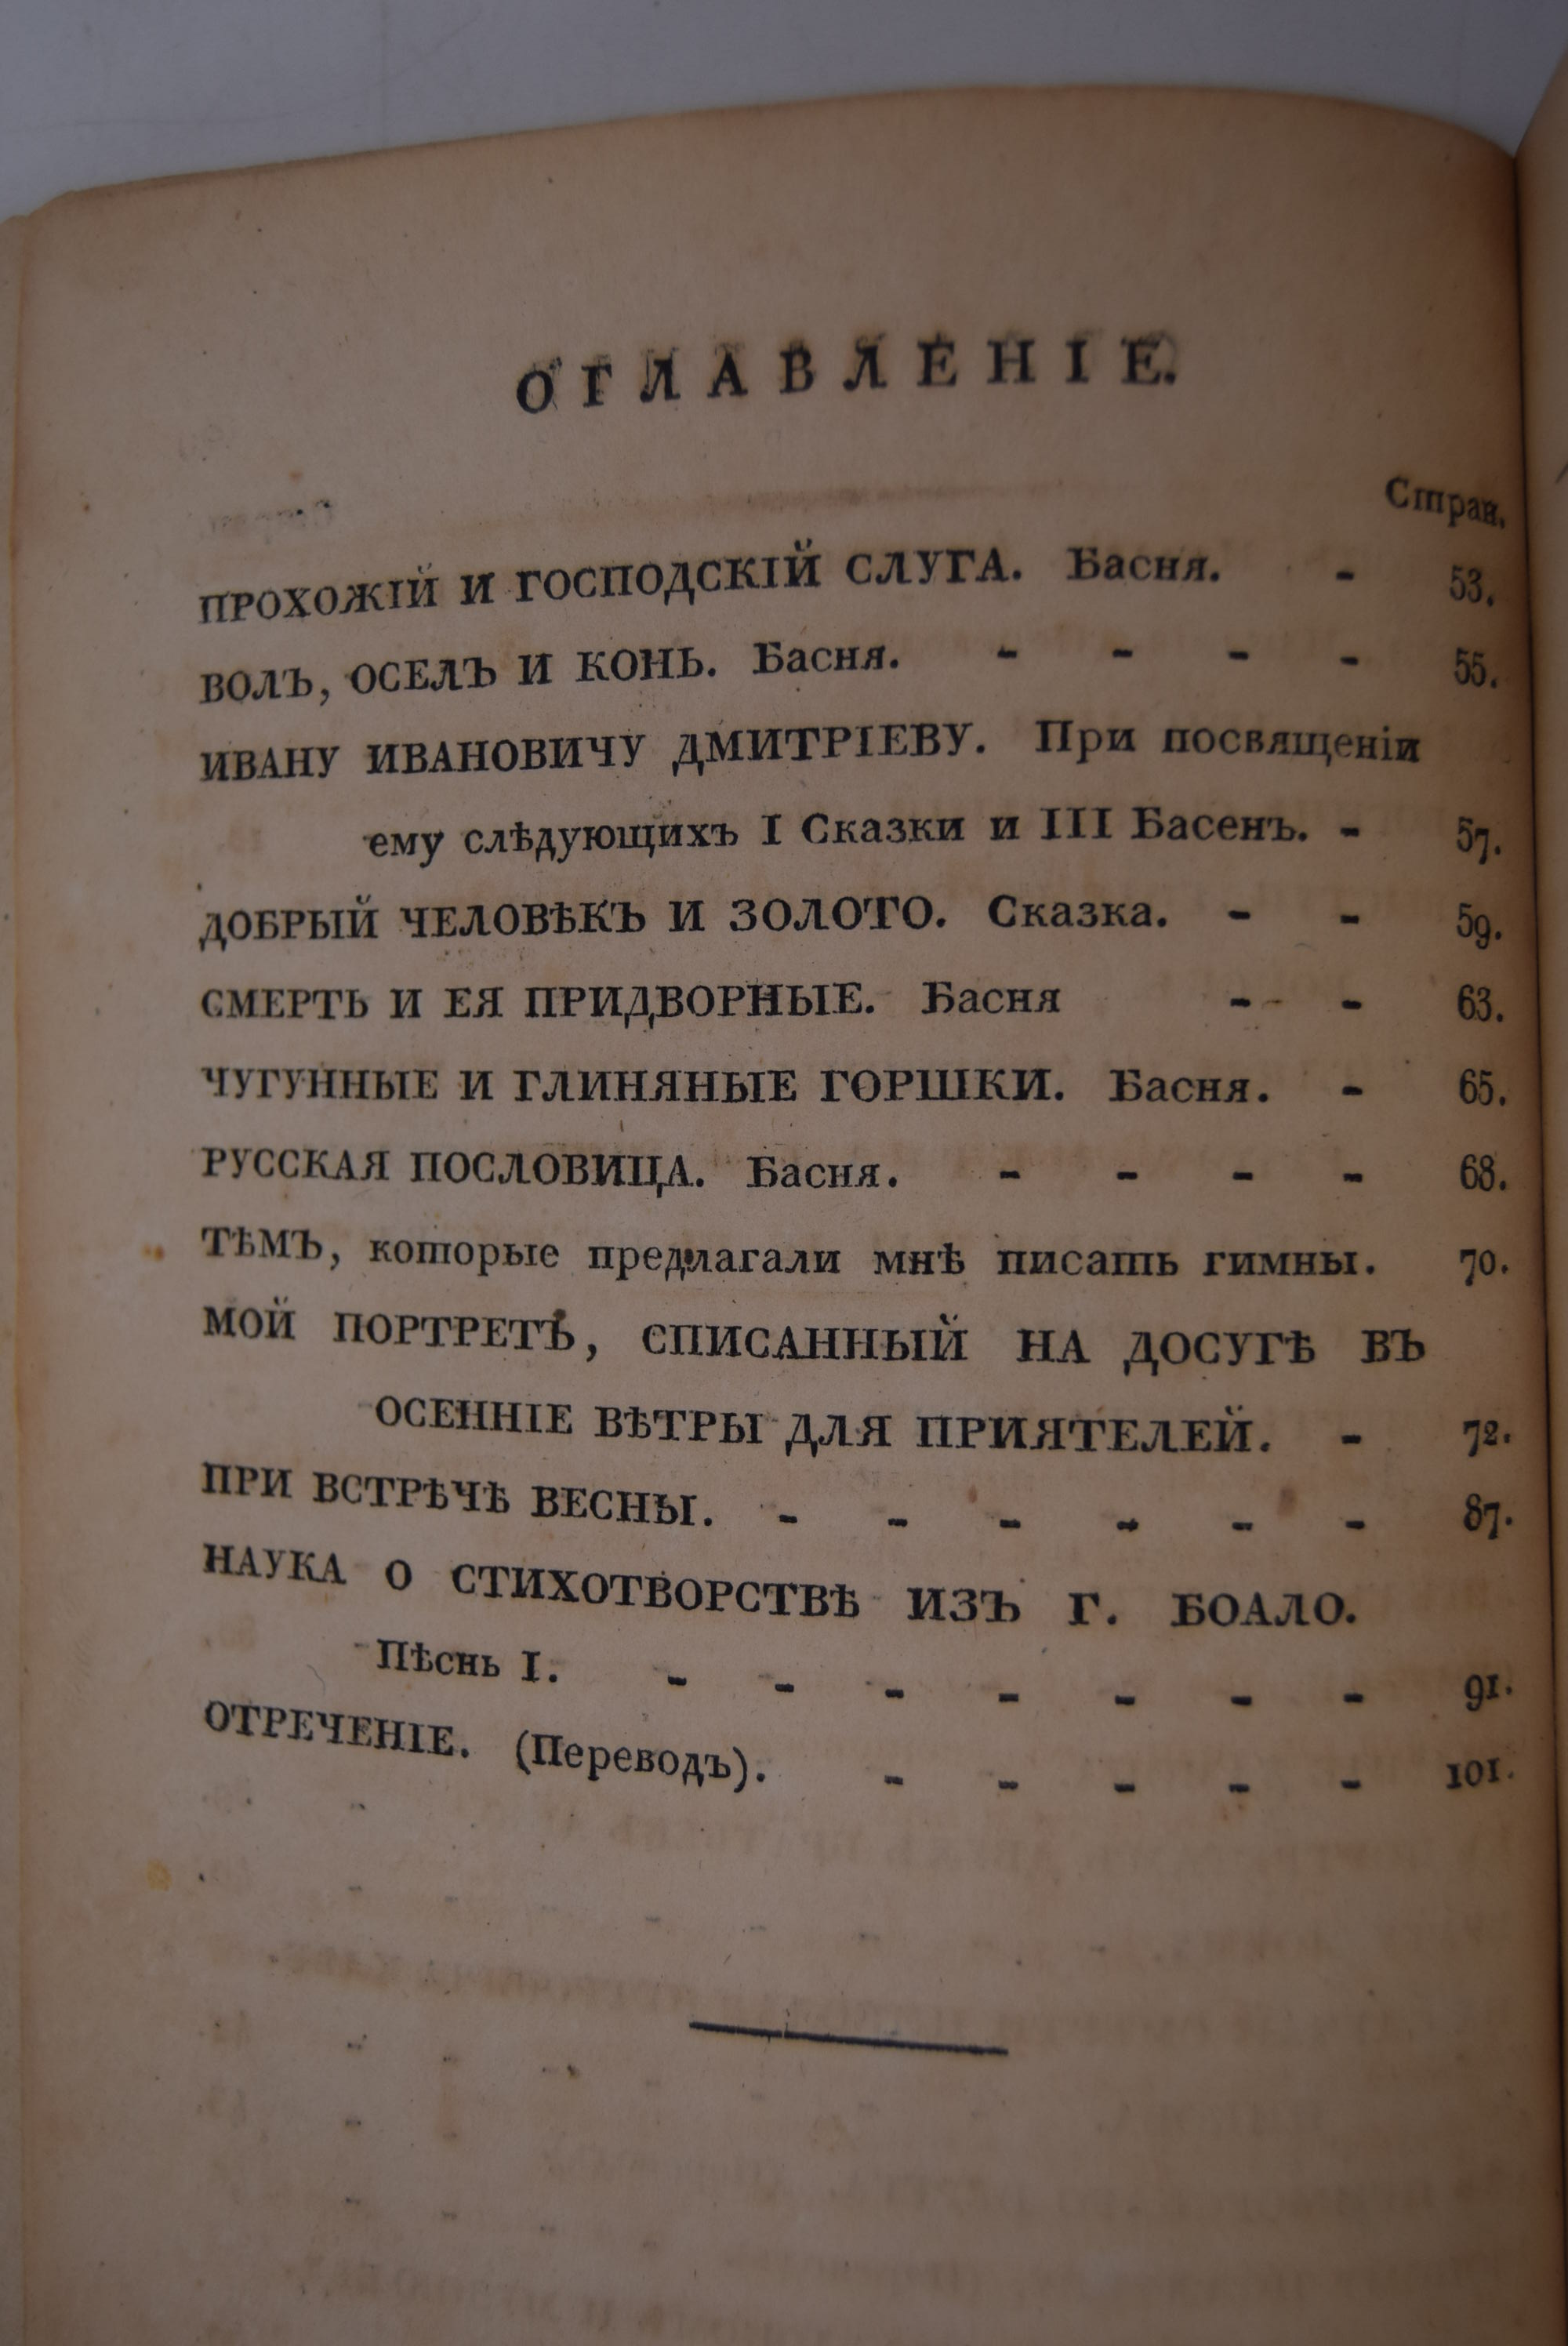 ОГЛАВЛЕНІЕ.
Стран.
ПРОХОЖІЙ И ГОСПОДСКІЙ СЛУГА. Басня. - 53.
ВОЛЪ, ОСЕЛЪ И КОНЬ. Басня. - - - - 55.
ИВАНУ ИВАНОВИЧУ ДМИТРІЕВУ. При посвященіи
ему слѣдующихъ I Сказки и III Басенъ. - 57.
ДОБРЫЙ ЧЕЛОВѢКЪ И ЗОЛОТО. Сказка. - - 59.
СМЕРТЬ И ЕЯ ПРИДВОРНЫЕ. Басня - - 63.
ЧУГУННЫЕ И ГЛИНЯНЫЕ ГОРШКИ. Басня. - 65.
РУССКАЯ ПОСЛОВИЦА. Басня. - - - - 68.
ТѢМЪ, которые предлагали мнѣ писать гимны. 70.
МОЙ ПОРТРЕТЪ, СПИСАННЫЙ НА ДОСУГѢ ВЪ
ОСЕННІЕ ВѢТРЫ ДЛЯ ПРИЯТЕЛЕЙ. - 72.
ПРИ ВСТРѢЧѢ ВЕСНЫ. - - - - - - 87.
НАУКА О СТИХОТВОРСТВѢ ИЗЪ Г. БОАЛО.
Пѣснь I. - - - - - - - 91.
ОТРЕЧЕНІЕ. (Переводъ). - - - - - 101.